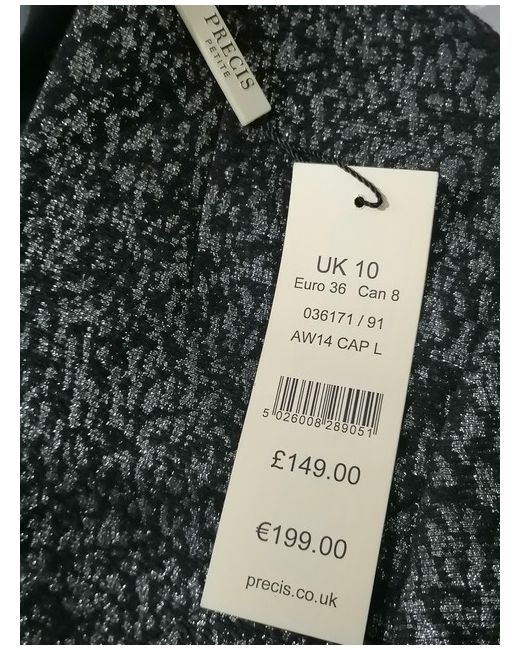 PRECIS
PETITE
UK 10
Euro 36 Can 8
036171 / 91
AW14 CAP L
5 026008 289051
£149.00
€199.00
precis.co.uk